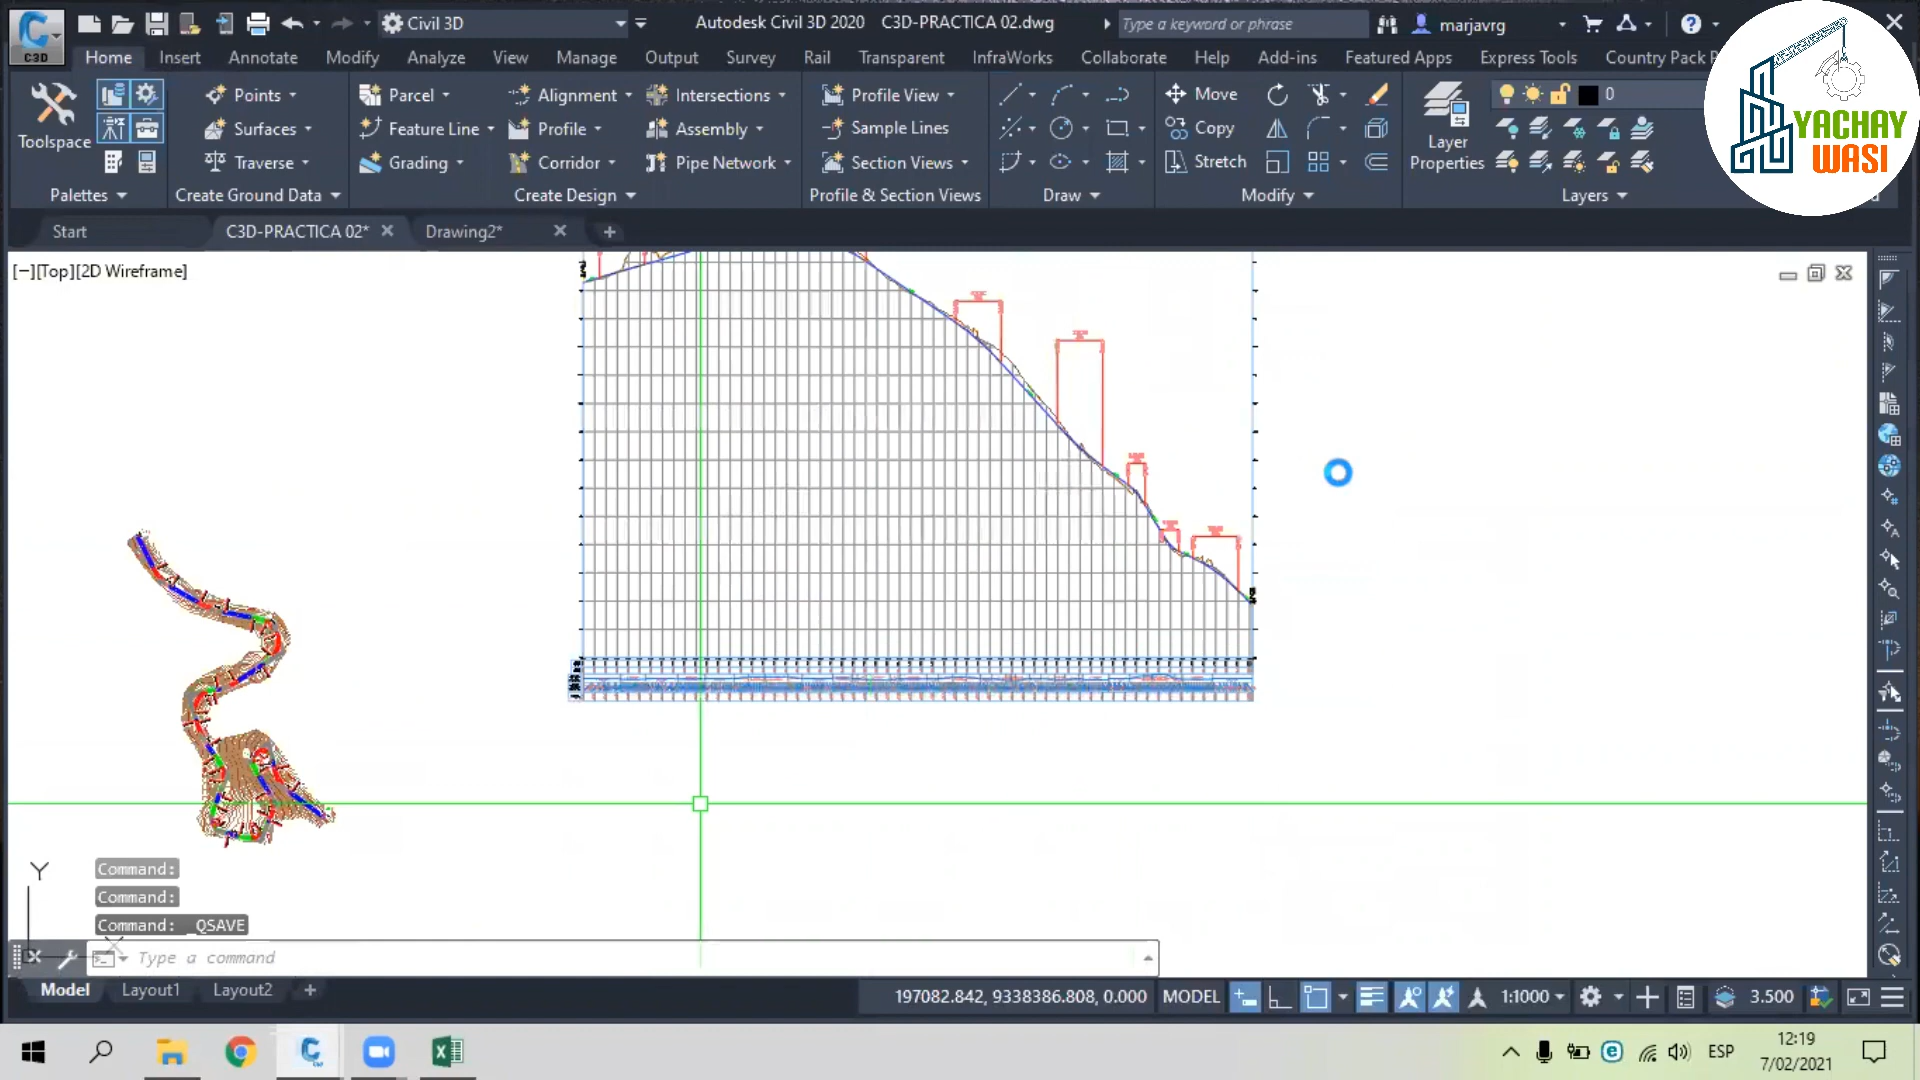 C3D
Civil 3D
Autodesk Civil 3D 2020 C3D-PRACTICA 02.dwg
Type a keyword or phrase
marjavrg
Home Insert Annotate Modify Analyze View Manage Output Survey Rail Transparent InfraWorks Collaborate Help Add-ins Featured Apps Express Tools Country Pack
Toolspace
Points
Surfaces
Traverse
Parcel
Feature Line
Grading
Alignment
Profile
Corridor
Intersections
Assembly
Pipe Network
Profile View
Sample Lines
Section Views
Move
Copy
Stretch
Layer
Properties
0
Palettes
Create Ground Data
Create Design
Profile & Section Views
Draw
Modify
Layers
YACHAY
WASI
Start
C3D-PRACTICA 02*
Drawing2*
[−][Top][2D Wireframe]
Y
Command:
Command:
Command: _QSAVE
Type a command
Model Layout1 Layout2
197082.842, 9338386.808, 0.000
MODEL
1:1000
3.500
ESP
12:19
7/02/2021